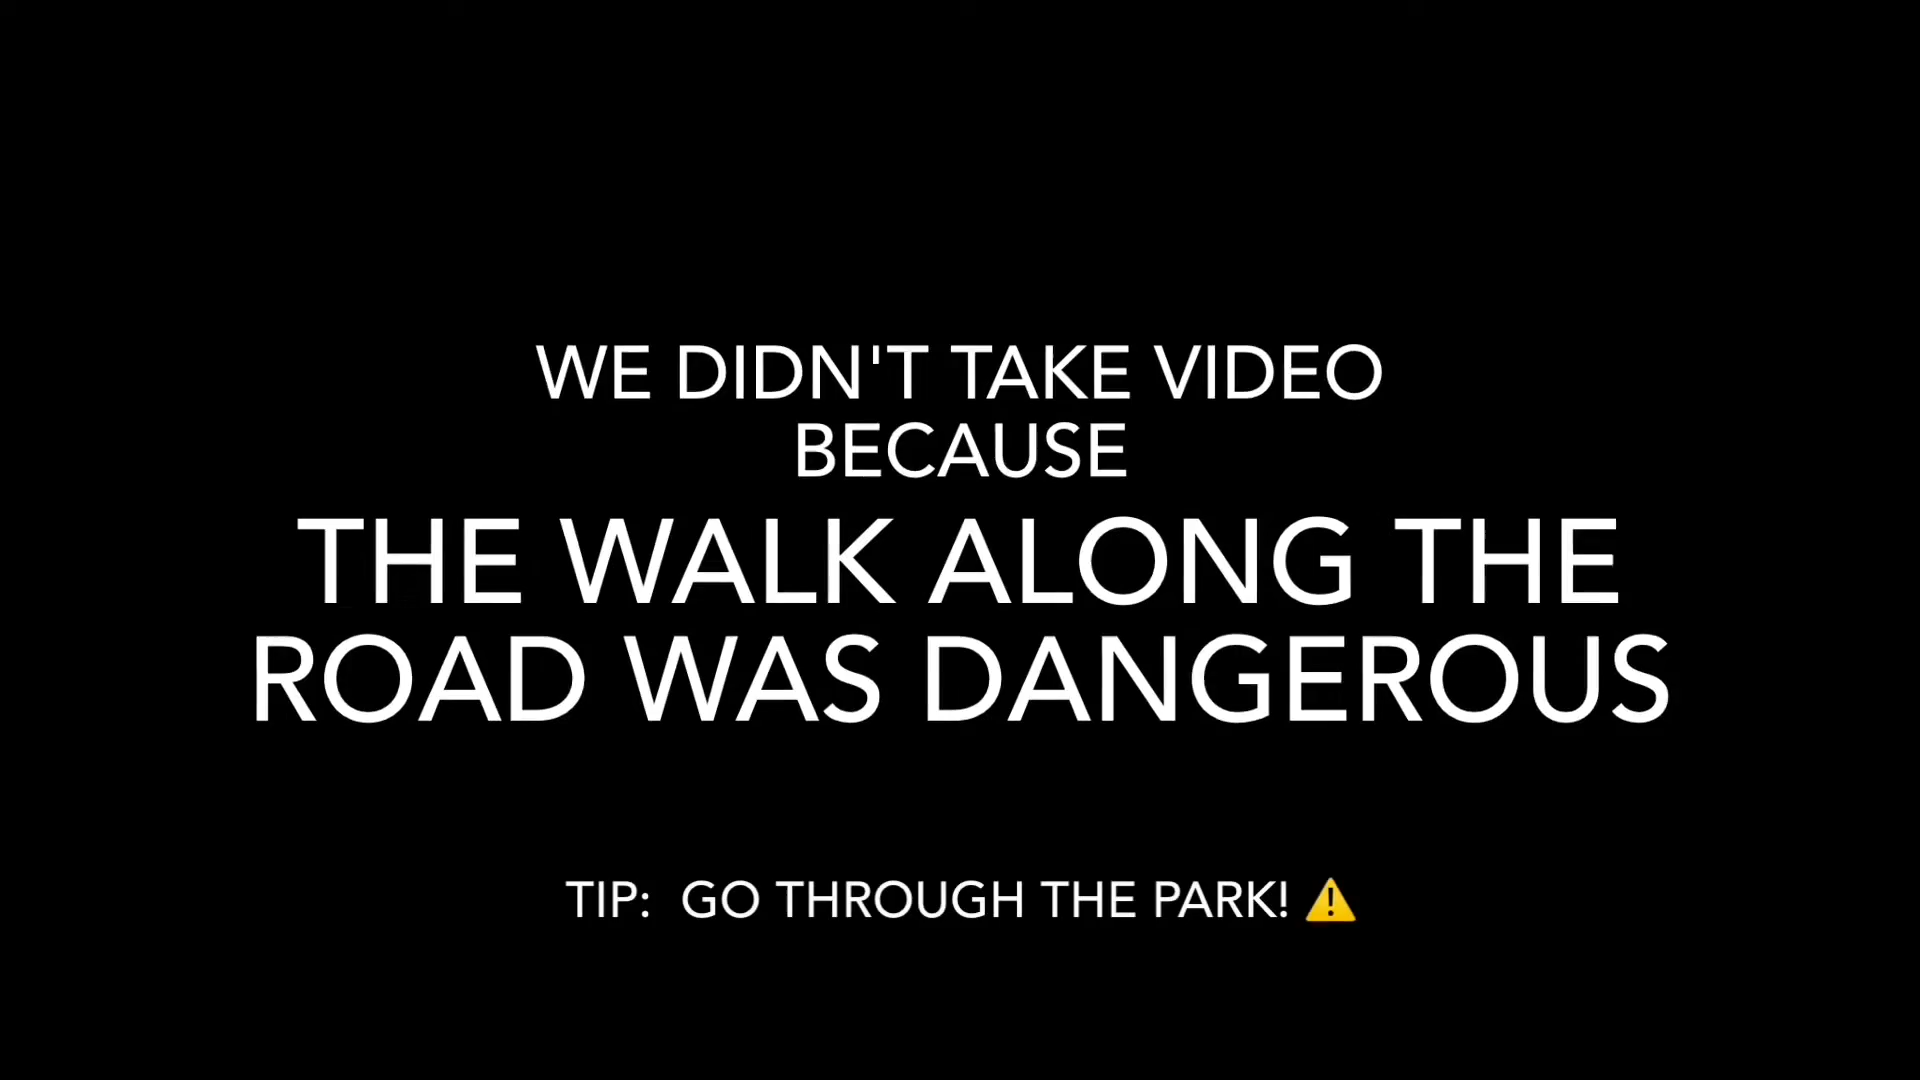 WE DIDN'T TAKE VIDEO
BECAUSE
THE WALK ALONG THE
ROAD WAS DANGEROUS
TIP:  GO THROUGH THE PARK! ⚠️